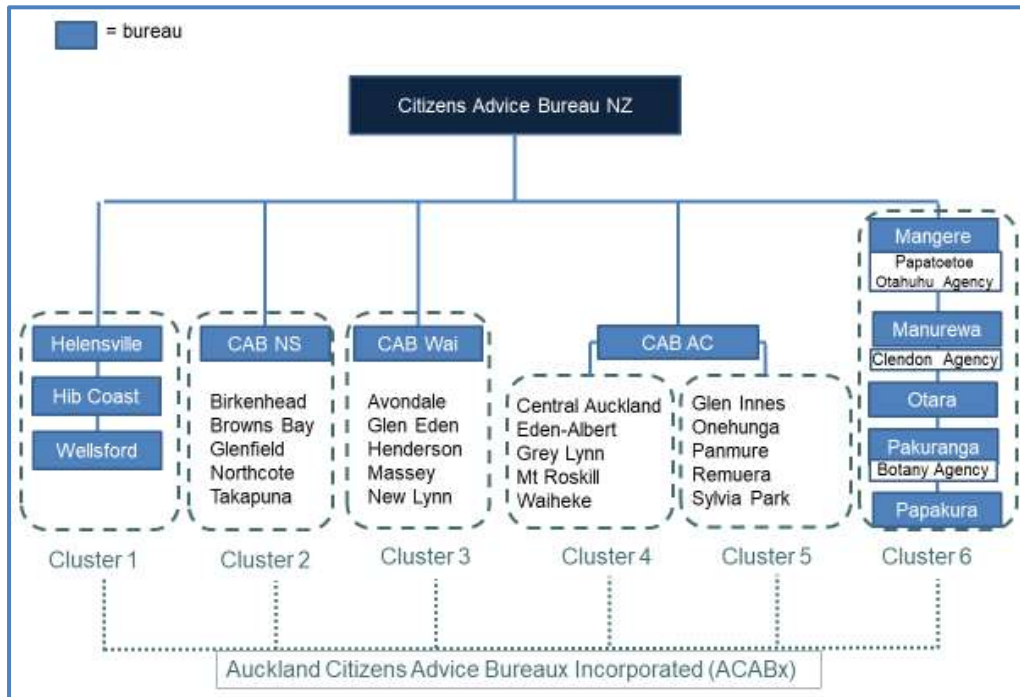 = bureau
Citizens Advice Bureau NZ
Helensville
Hib Coast
Wellsford
Cluster 1
CAB NS
Birkenhead
Browns Bay
Glenfield
Northcote
Takapuna
Cluster 2
CAB Wai
Avondale
Glen Eden
Henderson
Massey
New Lynn
Cluster 3
CAB AC
Central Auckland
Eden-Albert
Grey Lynn
Mt Roskill
Waiheke
Cluster 4
Glen Innes
Onehunga
Panmure
Remuera
Sylvia Park
Cluster 5
Mangere
Papatoetoe
Otahuhu Agency
Manurewa
Clendon Agency
Otara
Pakuranga
Botany Agency
Papakura
Cluster 6
Auckland Citizens Advice Bureaux Incorporated (ACABx)